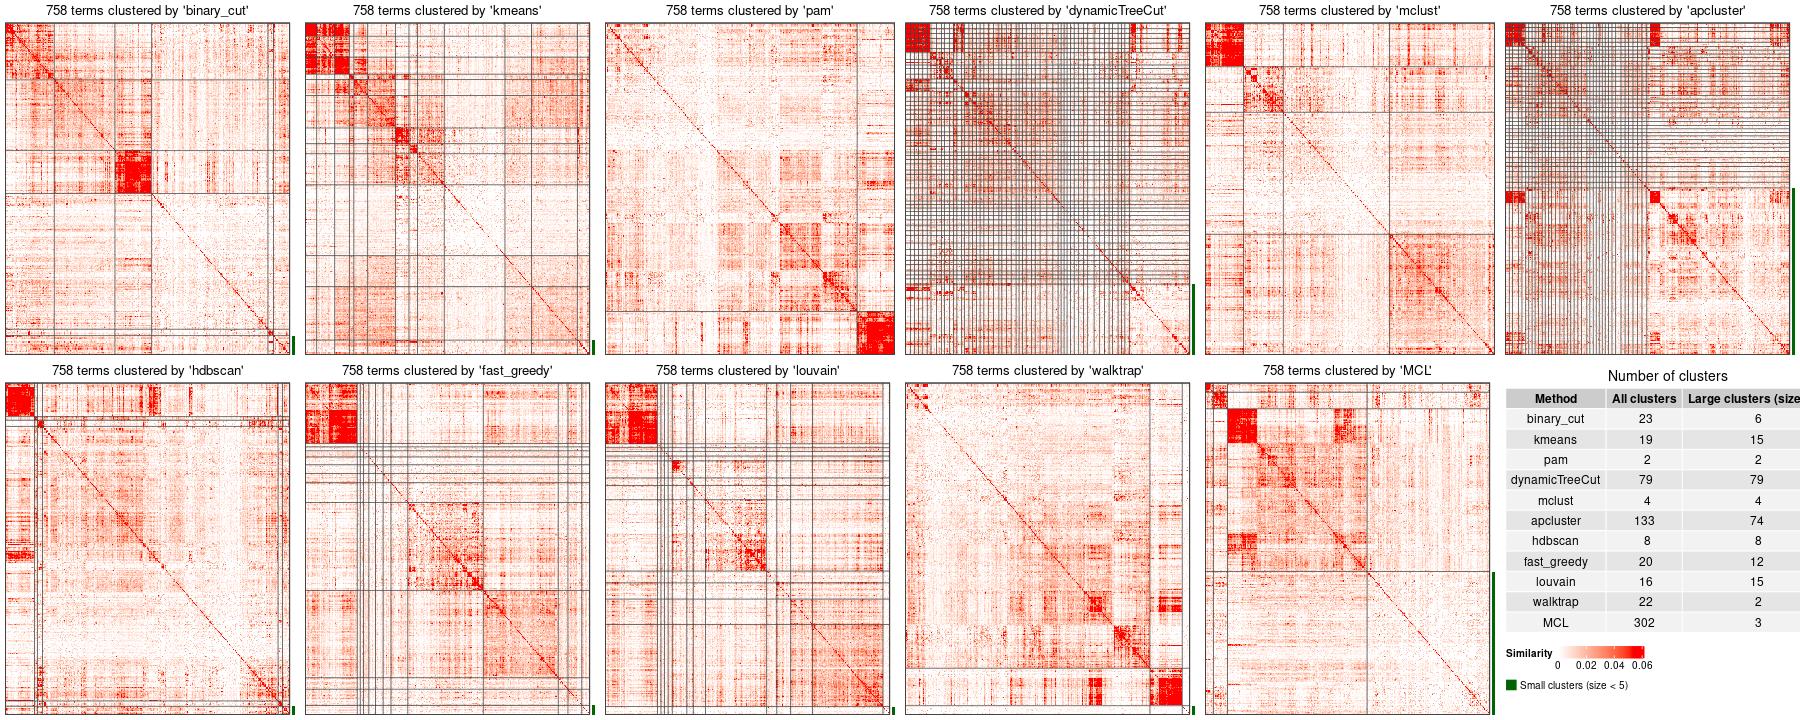 758 terms clustered by 'binary_cut'
758 terms clustered by 'kmeans'
758 terms clustered by 'pam'
758 terms clustered by 'dynamicTreeCut'
758 terms clustered by 'mclust'
758 terms clustered by 'apcluster'
758 terms clustered by 'hdbscan'
758 terms clustered by 'fast_greedy'
758 terms clustered by 'louvain'
758 terms clustered by 'walktrap'
758 terms clustered by 'MCL'
Number of clusters
Method All clusters Large clusters (size
binary_cut 23 6
kmeans 19 15
pam 2 2
dynamicTreeCut 79 79
mclust 4 4
apcluster 133 74
hdbscan 8 8
fast_greedy 20 12
louvain 16 15
walktrap 22 2
MCL 302 3
Similarity
0 0.02 0.04 0.06
Small clusters (size < 5)